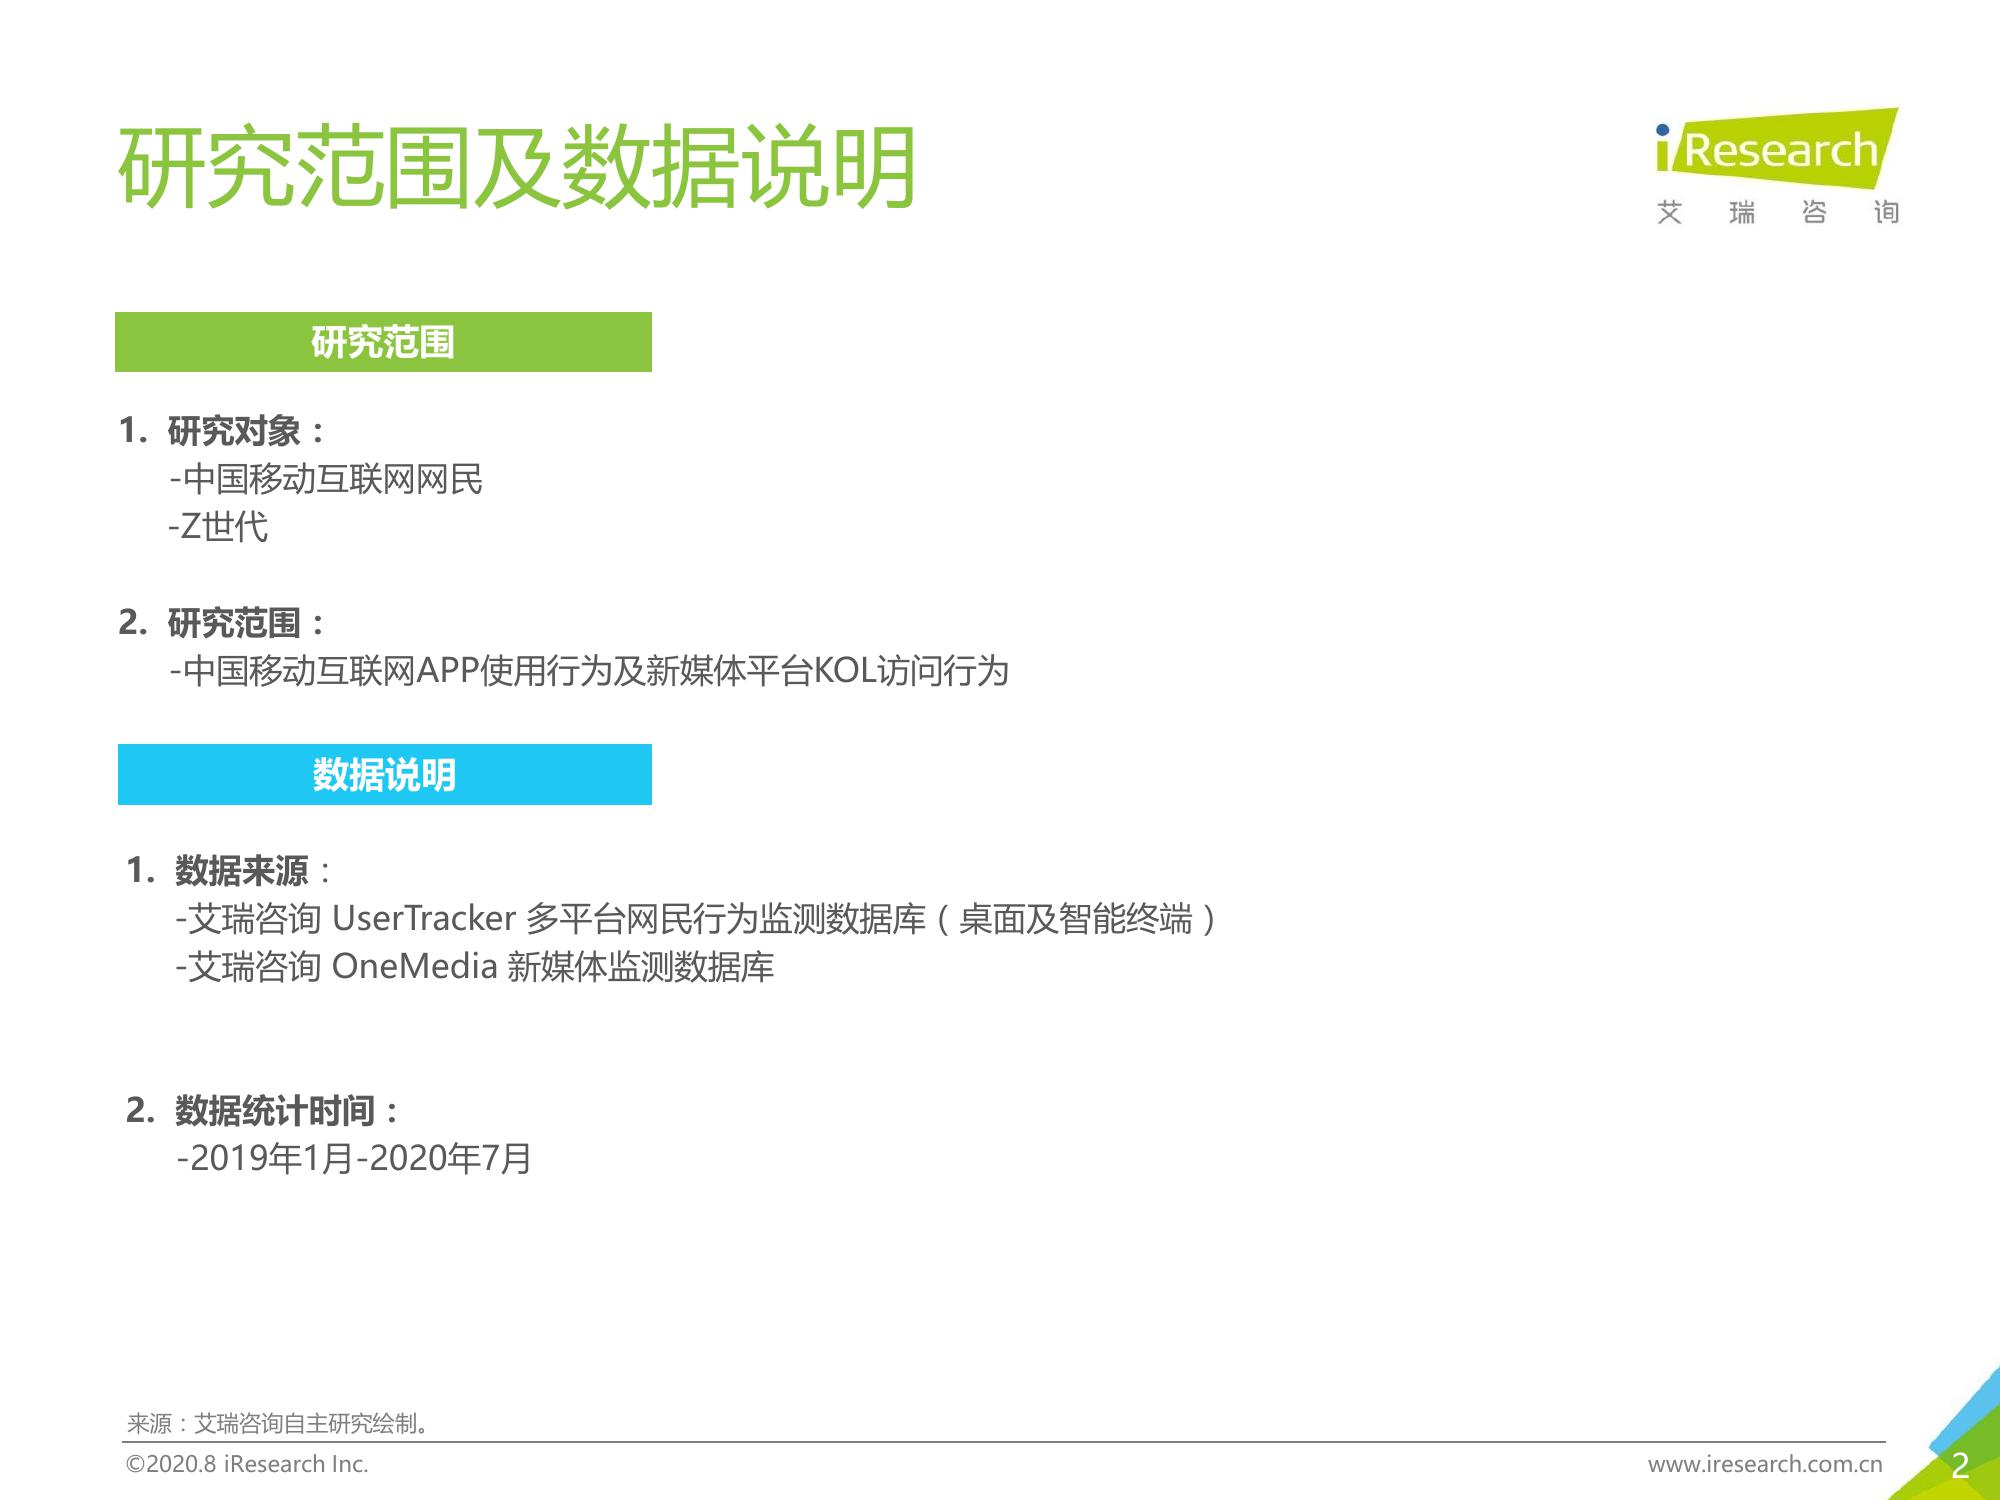 研究范围及数据说明
iResearch
艾瑞咨询
研究范围
1. 研究对象：
-中国移动互联网网民
-Z世代
2. 研究范围：
-中国移动互联网APP使用行为及新媒体平台KOL访问行为
数据说明
1. 数据来源：
-艾瑞咨询 UserTracker 多平台网民行为监测数据库（桌面及智能终端）
-艾瑞咨询 OneMedia 新媒体监测数据库
2. 数据统计时间：
-2019年1月-2020年7月
来源：艾瑞咨询自主研究绘制。
©2020.8 iResearch Inc.
www.iresearch.com.cn
2